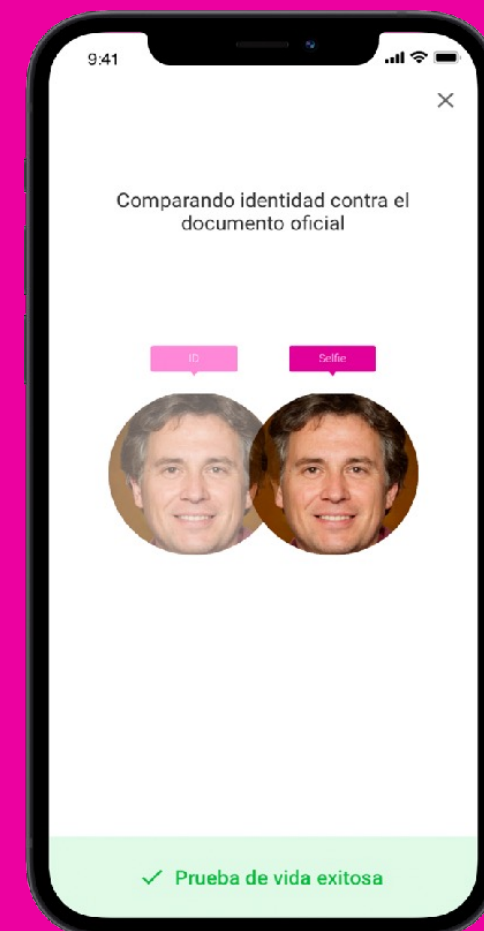 9:41
Comparando identidad contra el
documento oficial
ID
Selfie
Prueba de vida exitosa